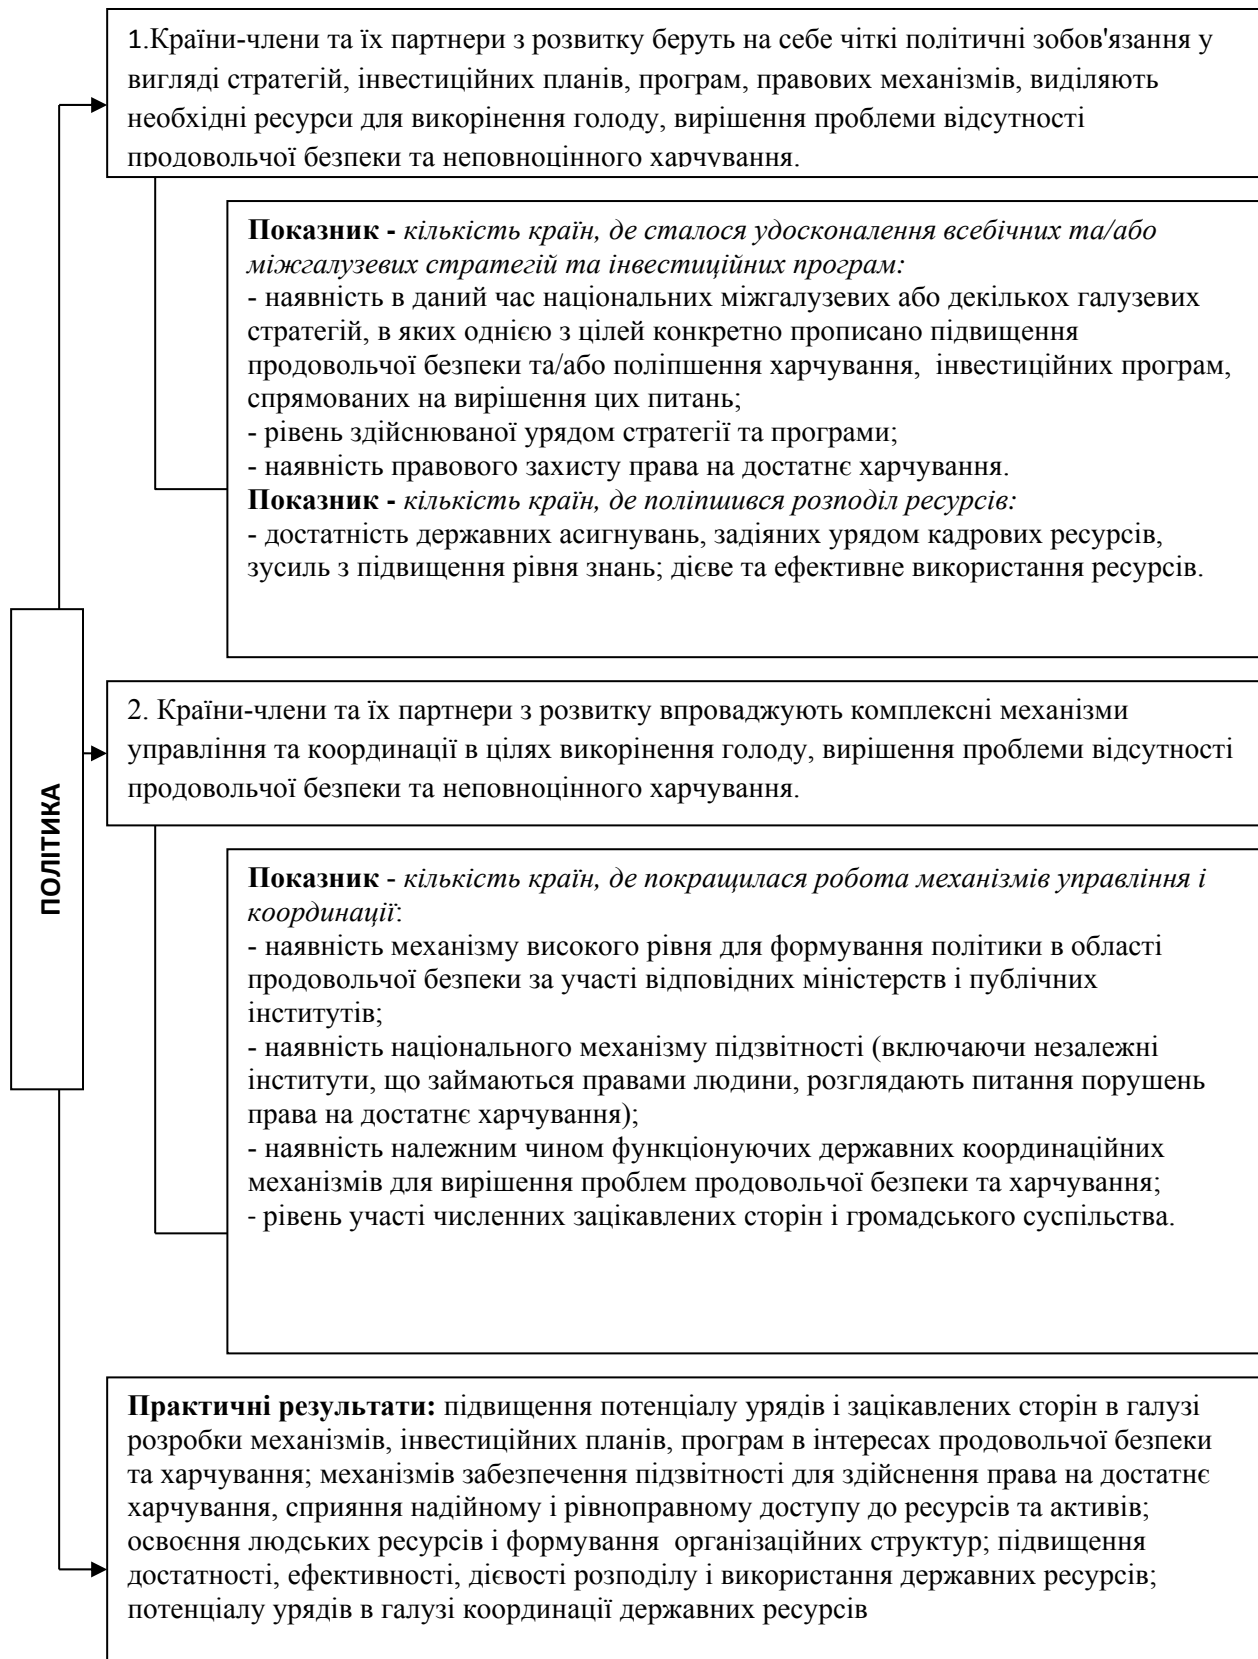 1.Країни-члени та їх партнери з розвитку беруть на себе чіткі політичні зобов'язання у
вигляді стратегій, інвестиційних планів, програм, правових механізмів, виділяють
необхідні ресурси для викорінення голоду, вирішення проблеми відсутності
продовольчої безпеки та неповноцінного харчування.
Показник - кількість країн, де сталося удосконалення всебічних та/або
міжгалузевих стратегій та інвестиційних програм:
- наявність в даний час національних міжгалузевих або декількох галузевих
стратегій, в яких однією з цілей конкретно прописано підвищення
продовольчої безпеки та/або поліпшення харчування, інвестиційних програм,
спрямованих на вирішення цих питань;
- рівень здійснюваної урядом стратегії та програми;
- наявність правового захисту права на достатнє харчування.
Показник - кількість країн, де поліпшився розподіл ресурсів:
- достатність державних асигнувань, задіяних урядом кадрових ресурсів,
зусиль з підвищення рівня знань; дієве та ефективне використання ресурсів.
ПОЛІТИКА
2. Країни-члени та їх партнери з розвитку впроваджують комплексні механізми
управління та координації в цілях викорінення голоду, вирішення проблеми відсутності
продовольчої безпеки та неповноцінного харчування.
Показник - кількість країн, де покращилася робота механізмів управління і
координації:
- наявність механізму високого рівня для формування політики в області
продовольчої безпеки за участі відповідних міністерств і публічних
інститутів;
- наявність національного механізму підзвітності (включаючи незалежні
інститути, що займаються правами людини, розглядають питання порушень
права на достатнє харчування);
- наявність належним чином функціонуючих державних координаційних
механізмів для вирішення проблем продовольчої безпеки та харчування;
- рівень участі численних зацікавлених сторін і громадського суспільства.
Практичні результати: підвищення потенціалу урядів і зацікавлених сторін в галузі
розробки механізмів, інвестиційних планів, програм в інтересах продовольчої безпеки
та харчування; механізмів забезпечення підзвітності для здійснення права на достатнє
харчування, сприяння надійному і рівноправному доступу до ресурсів та активів;
освоєння людських ресурсів і формування організаційних структур; підвищення
достатності, ефективності, дієвості розподілу і використання державних ресурсів;
потенціалу урядів в галузі координації державних ресурсів